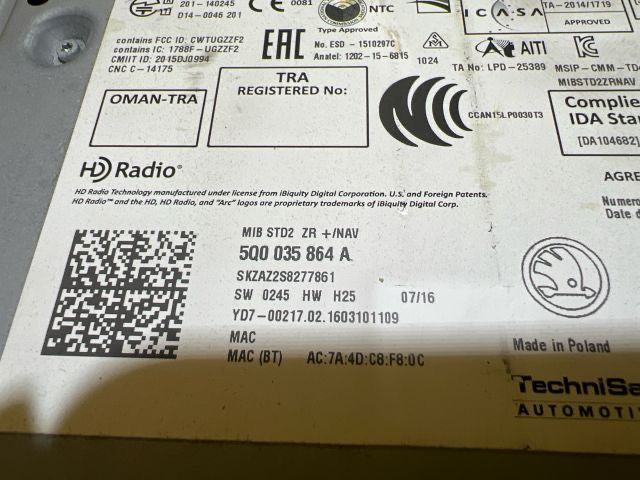 201-140245
D14-0046 201
0081
NTC
ICASA
TA-2014/1719
APPROVED
Type Approved
No. ESD - 1510297C
Anatel: 1202-15-6815
1024
contains FCC ID: CWTUGZZF2
contains IC: 1788F - UGZZF2
CMIIT ID: 2015DJ0994
CNC C-14175
EAC
AITI
TA No: LPD-25389
MSIP-CMM-TD
MIBSTD2ZRNAV
OMAN-TRA
TRA
REGISTERED No:
CCAN15LP0030T3
Complie
IDA Star
[DA104682]
HD Radio
HD Radio Technology manufactured under license from iBiquity Digital Corporation. U.S. and Foreign Patents.
HD Radio™ and the HD, HD Radio, and "Arc" logos are proprietary trademarks of iBiquity Digital Corp.
AGRE
Numero
Date d
MIB STD2 ZR +/NAV
5Q0 035 864 A
SKZAZ2S8277861
SW 0245 HW H25 07/16
YD7-00217.02.1603101109
MAC
MAC (BT) AC:7A:4D:C8:F8:0C
Made in Poland
TechniSa
AUTOMOTI